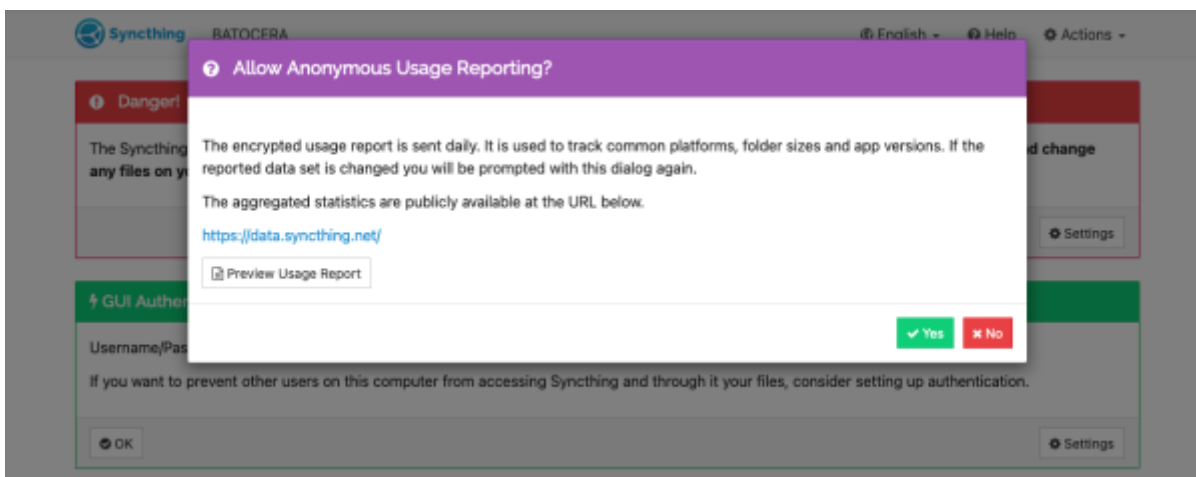 Syncthing BATOCERA English Help Actions
Allow Anonymous Usage Reporting?
Danger!
The encrypted usage report is sent daily. It is used to track common platforms, folder sizes and app versions. If the
reported data set is changed you will be prompted with this dialog again.
The Syncthing
d change
any files on
The aggregated statistics are publicly available at the URL below.
https://data.syncthing.net/
Settings
Preview Usage Report
GUI Authen
Yes No
Username/Pas
If you want to prevent other users on this computer from accessing Syncthing and through it your files, consider setting up authentication.
OK Settings